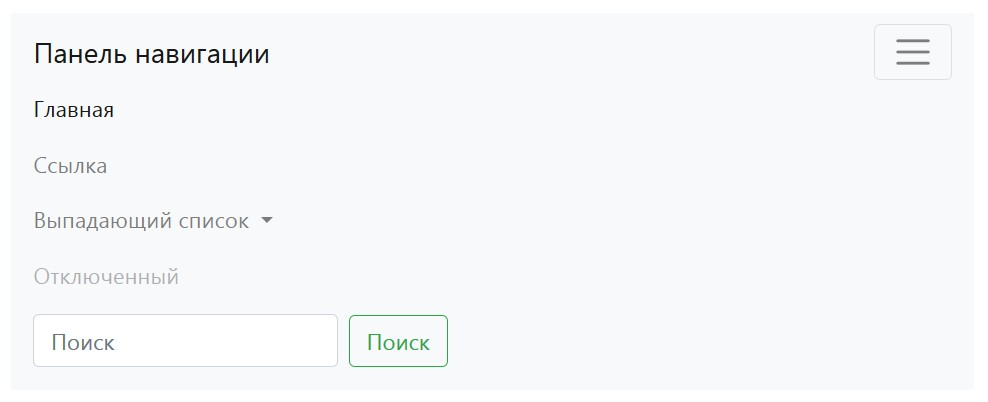 Панель навигации
Главная
Ссылка
Выпадающий список
Отключенный
Поиск Поиск